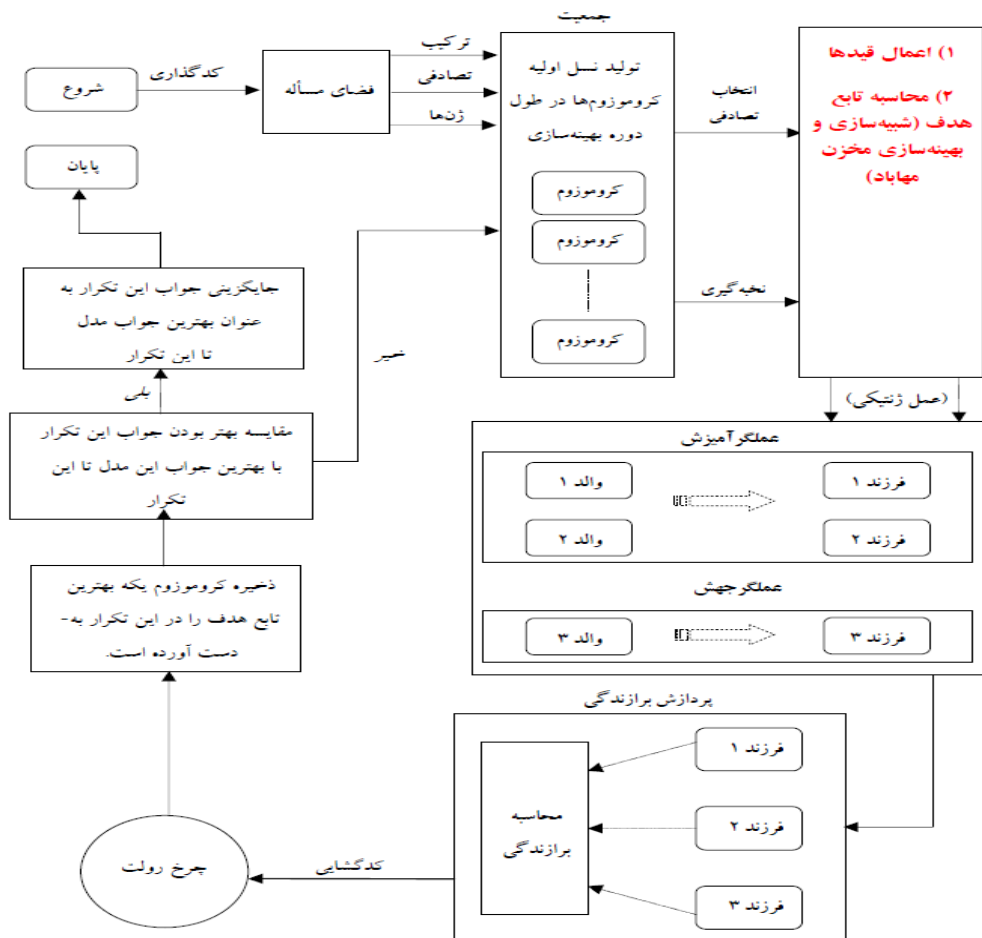 جمعیت
شروع
کدگذاری
فضای مسأله
ترکیب
تصادفی
ژن‌ها
تولید نسل اولیه
کروموزوم‌ها در طول
دوره بهینه‌سازی
کروموزوم
کروموزوم
کروموزوم
انتخاب
تصادفی
نخبه‌گیری
۱) اعمال قیدها
۲) محاسبه تابع
هدف (شبیه‌سازی و
بهینه‌سازی مخزن
مهاباد)
(عمل ژنتیکی)
عملگر آمیزش
والد ۱
فرزند ۱
والد ۲
فرزند ۲
عملگر جهش
والد ۳
فرزند ۳
پردازش برازندگی
فرزند ۱
فرزند ۲
فرزند ۳
محاسبه
برازندگی
کدگشایی
چرخ رولت
ذخیره کروموزوم یکه بهترین
تابع هدف را در این تکرار به-
دست آورده است.
مقایسه بهتر بودن جواب این تکرار
با بهترین جواب این مدل تا این
تکرار
خیر
بلی
جایگزینی جواب این تکرار به
عنوان بهترین جواب مدل
تا این تکرار
پایان